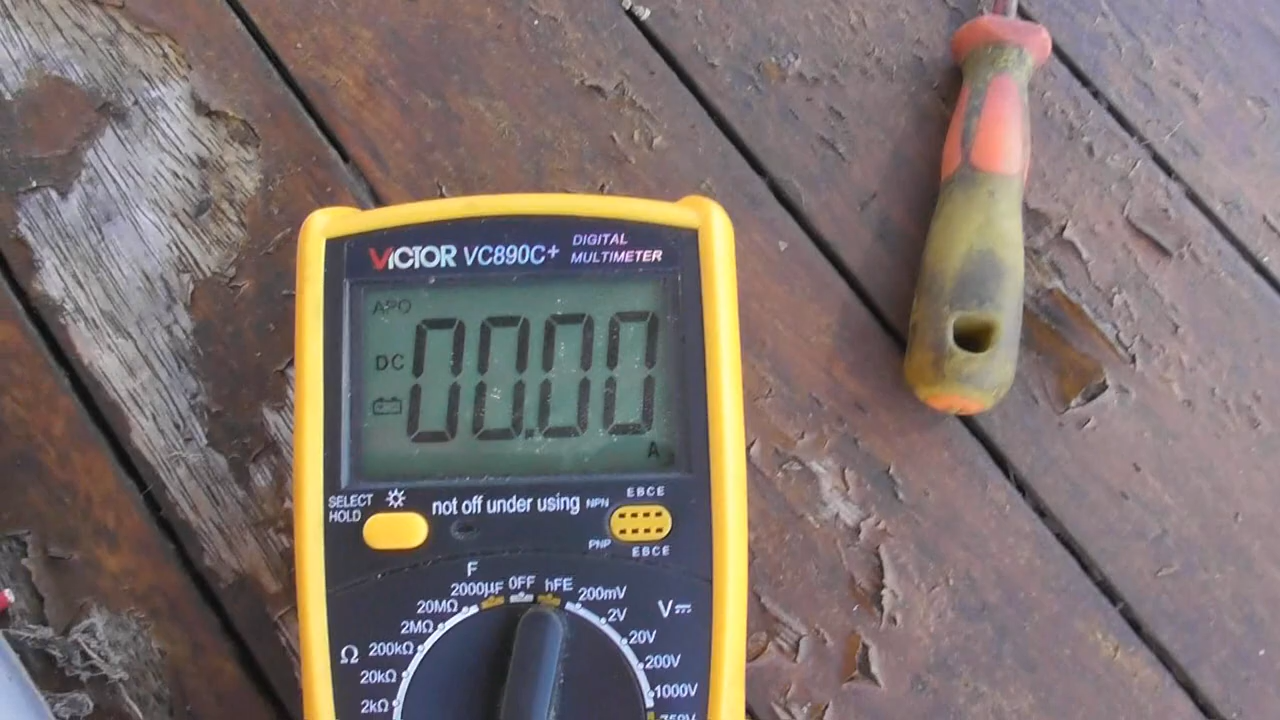 VICTOR VC890C+ DIGITAL MULTIMETER
APO
DC 00.00
A
SELECT HOLD
not off under using
NPN
EBCE
PNP
EBCE
F
2000µF
OFF
hFE
200mV
20MΩ
2V
V
2MΩ
20V
Ω
200kΩ
200V
20kΩ
1000V
2kΩ
750V